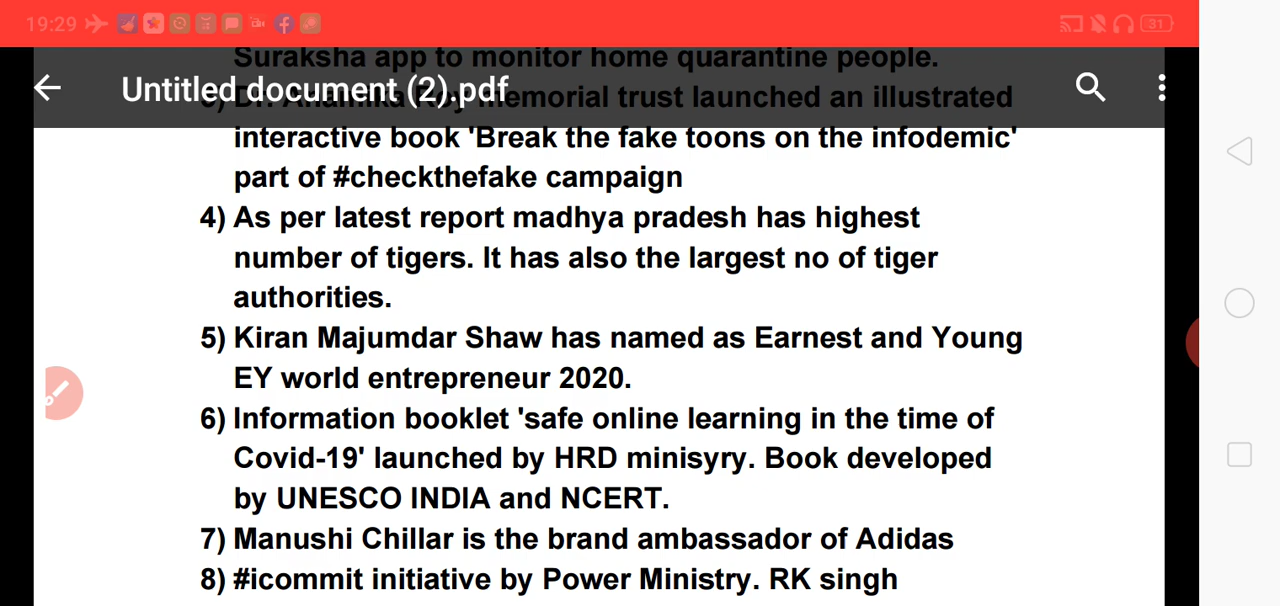 19:29
31
Suraksha app to monitor home quarantine people.
Untitled document (2).pdf
memorial trust launched an illustrated
interactive book 'Break the fake toons on the infodemic'
part of #checkthefake campaign
4) As per latest report madhya pradesh has highest
number of tigers. It has also the largest no of tiger
authorities.
5) Kiran Majumdar Shaw has named as Earnest and Young
EY world entrepreneur 2020.
6) Information booklet 'safe online learning in the time of
Covid-19' launched by HRD minisyry. Book developed
by UNESCO INDIA and NCERT.
7) Manushi Chillar is the brand ambassador of Adidas
8) #icommit initiative by Power Ministry. RK singh